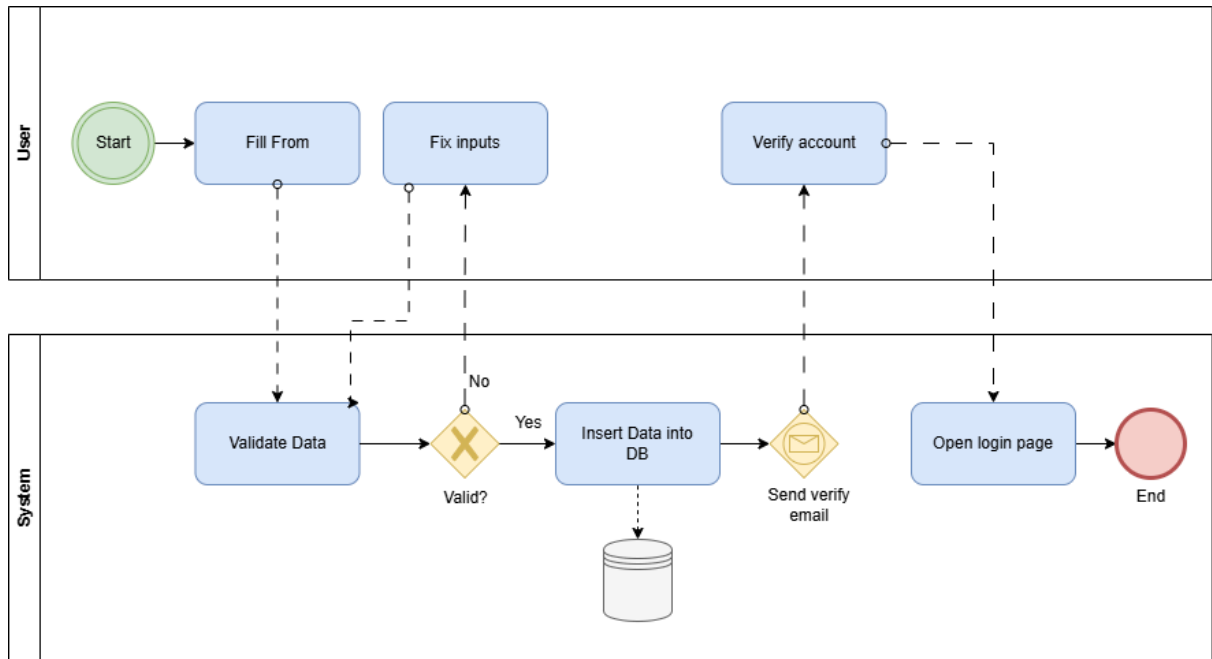 User
Start
Fill From
Fix inputs
Verify account
System
No
Validate Data
Yes
Insert Data into
DB
Open login page
Valid?
Send verify
email
End